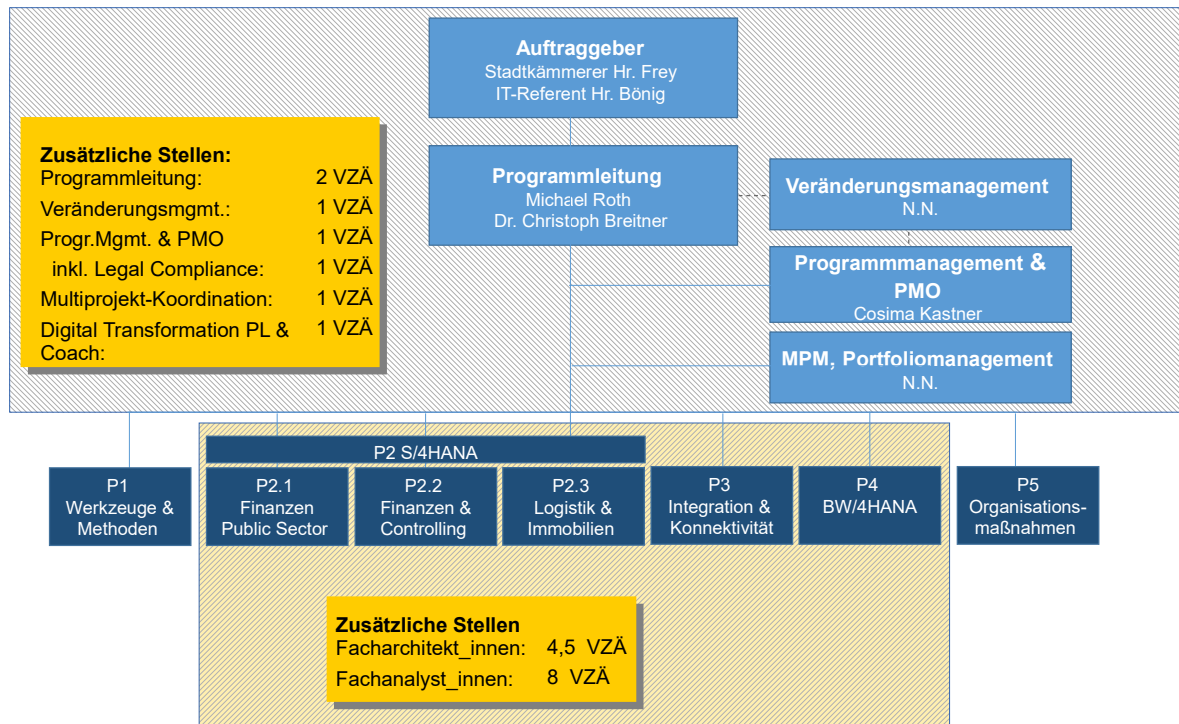 Auftraggeber
Stadtkämmerer Hr. Frey
IT-Referent Hr. Bönig
Zusätzliche Stellen:
Programmleitung: 2 VZÄ
Veränderungsmgmt.: 1 VZÄ
Progr.Mgmt. & PMO 1 VZÄ
inkl. Legal Compliance: 1 VZÄ
Multiprojekt-Koordination: 1 VZÄ
Digital Transformation PL & 1 VZÄ
Coach:
Programmleitung
Michael Roth
Dr. Christoph Breitner
Veränderungsmanagement
N.N.
Programmmanagement &
PMO
Cosima Kastner
MPM, Portfoliomanagement
N.N.
P2 S/4HANA
P1
Werkzeuge &
Methoden
P2.1
Finanzen
Public Sector
P2.2
Finanzen &
Controlling
P2.3
Logistik &
Immobilien
P3
Integration &
Konnektivität
P4
BW/4HANA
P5
Organisations-
maßnahmen
Zusätzliche Stellen
Facharchitekt_innen: 4,5 VZÄ
Fachanalyst_innen: 8 VZÄ